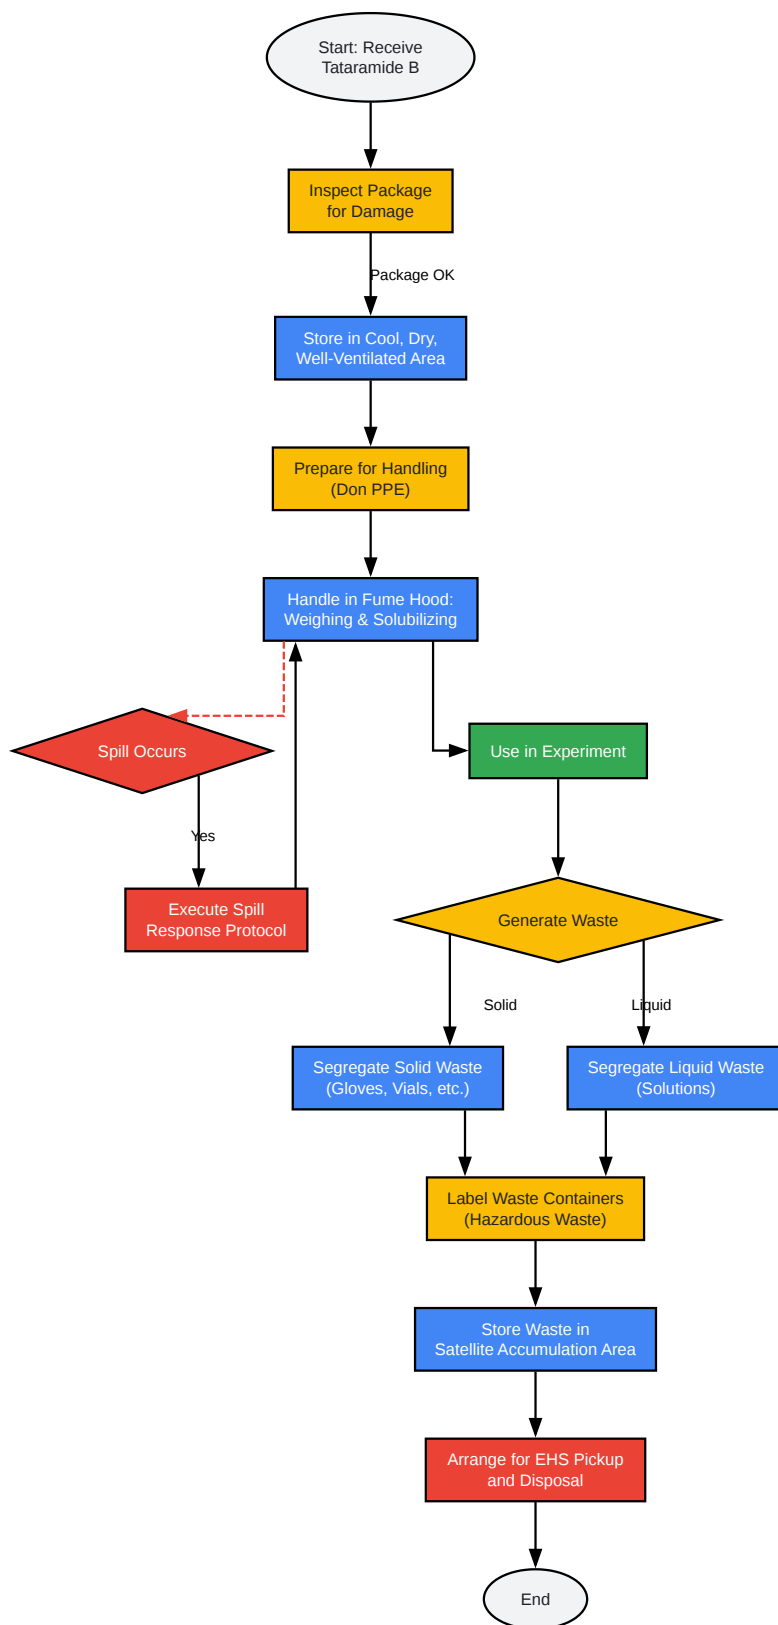 Start: Receive
Tataramide B
Inspect Package
for Damage
Package OK
Store in Cool, Dry,
Well-Ventilated Area
Prepare for Handling
(Don PPE)
Handle in Fume Hood:
Weighing & Solubilizing
Spill Occurs
Use in Experiment
Yes
Execute Spill
Response Protocol
Generate Waste
Solid
Liquid
Segregate Solid Waste
(Gloves, Vials, etc.)
Segregate Liquid Waste
(Solutions)
Label Waste Containers
(Hazardous Waste)
Store Waste in
Satellite Accumulation Area
Arrange for EHS Pickup
and Disposal
End